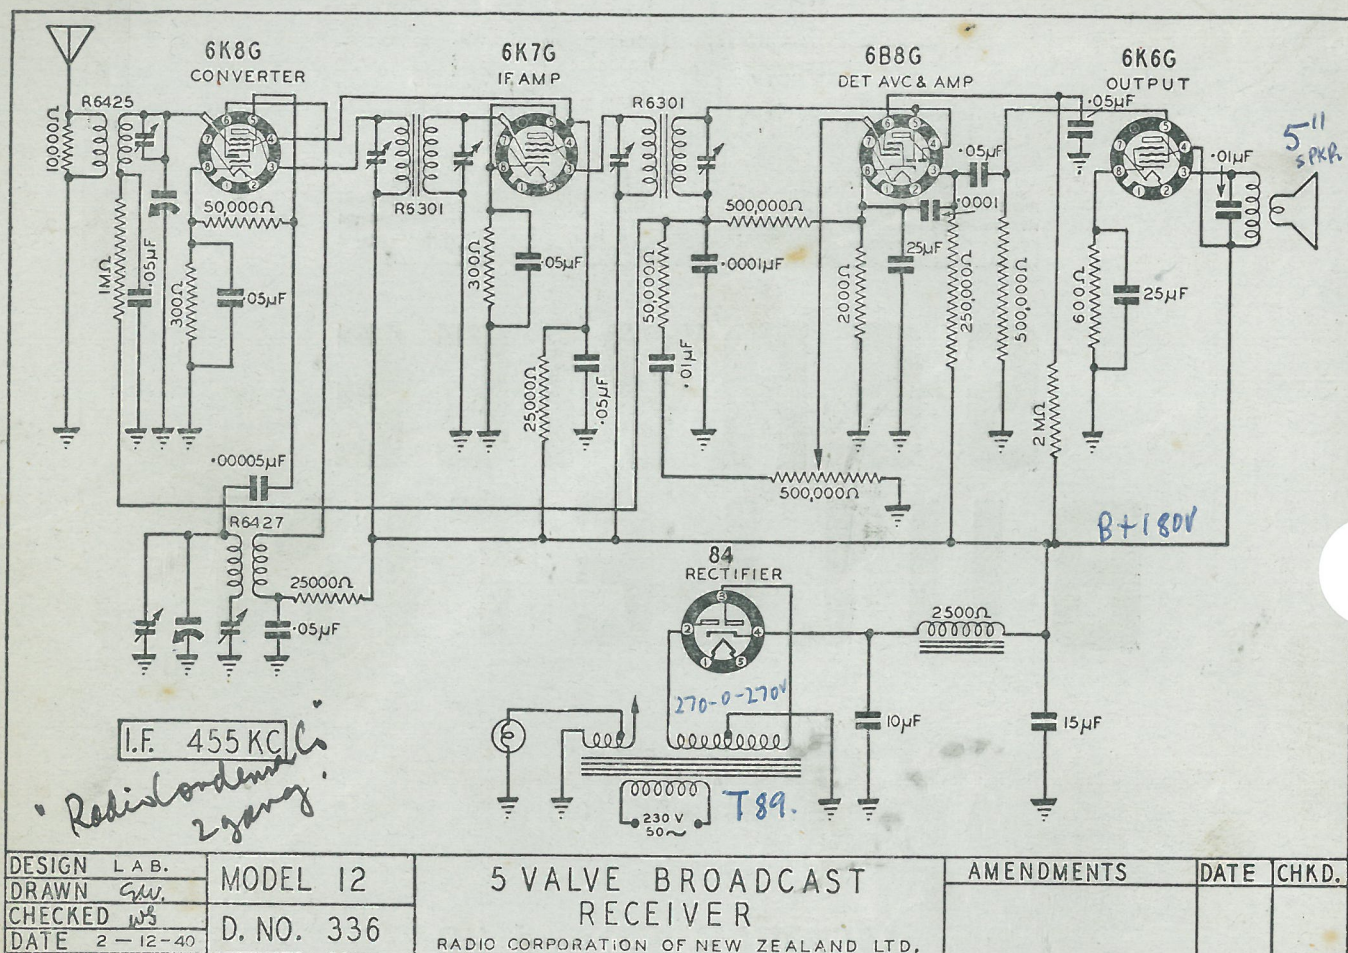 6K8G
CONVERTER
6K7G
I F AMP
6B8G
DET AVC & AMP
6K6G
OUTPUT
R6425
10,000Ω
R6301
R6301
.05µF
.05µF
5" SPKR.
.01µF
50,000Ω
1MΩ
.05µF
300Ω
.05µF
300Ω
.05µF
500,000Ω
.0001
50,000Ω
.0001µF
2000Ω
25µF
250,000Ω
500,000Ω
600Ω
25µF
25000Ω
.05µF
.01µF
2 MΩ
.00005µF
500,000Ω
R6427
B+180V
84
RECTIFIER
25000Ω
.05µF
2500Ω
270-0-270V
10µF
15µF
I.F. 455 KC
"Radio Condenser Co"
2 gang.
T89.
230 V
50~
DESIGN LAB.
DRAWN G.W.
CHECKED WS
DATE 2-12-40
MODEL 12
D. NO. 336
5 VALVE BROADCAST
RECEIVER
RADIO CORPORATION OF NEW ZEALAND LTD.
AMENDMENTS
DATE
CHKD.